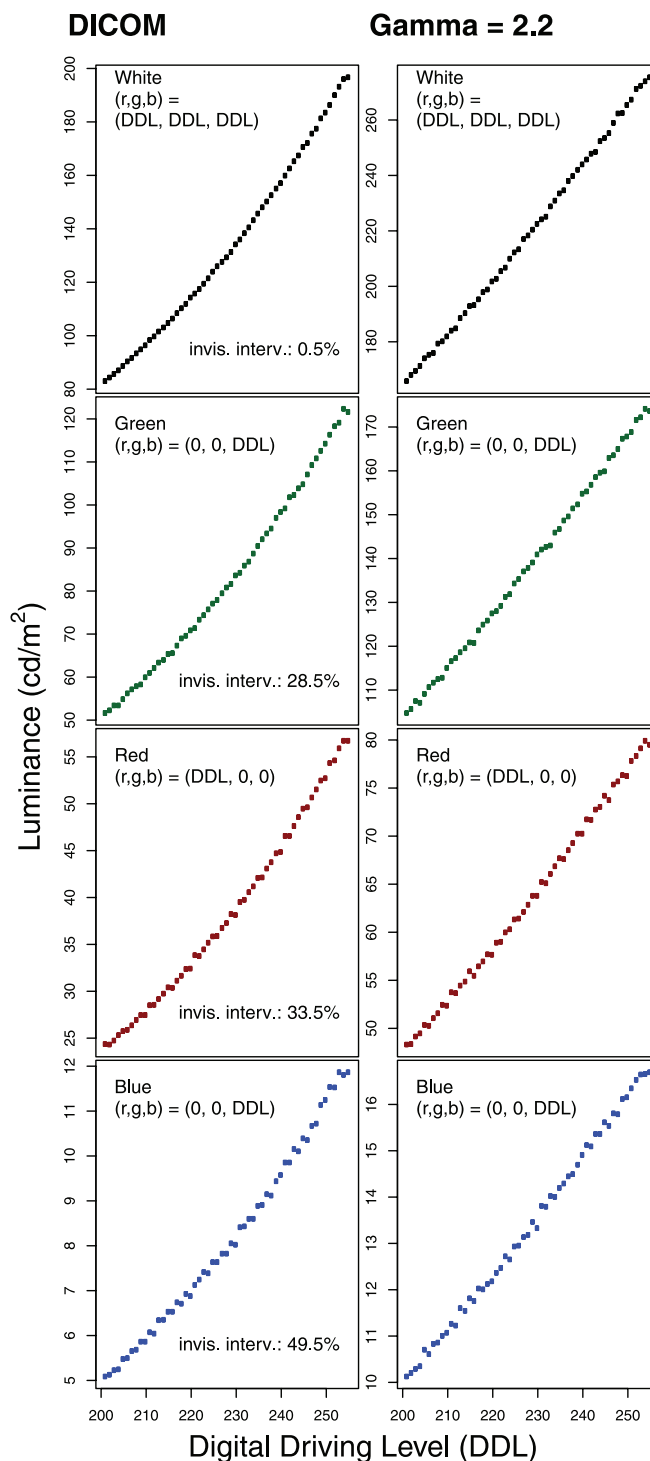 DICOM
Gamma = 2.2
Luminance (cd/m²)
White
(r,g,b) =
(DDL, DDL, DDL)
invis. interv.: 0.5%
80
100
120
140
160
180
200
White
(r,g,b) =
(DDL, DDL, DDL)
180
200
220
240
260
Green
(r,g,b) = (0, 0, DDL)
invis. interv.: 28.5%
50
60
70
80
90
100
110
120
Green
(r,g,b) = (0, 0, DDL)
110
120
130
140
150
160
170
Red
(r,g,b) = (DDL, 0, 0)
invis. interv.: 33.5%
25
30
35
40
45
50
55
Red
(r,g,b) = (DDL, 0, 0)
50
55
60
65
70
75
80
Blue
(r,g,b) = (0, 0, DDL)
invis. interv.: 49.5%
5
6
7
8
9
10
11
12
Blue
(r,g,b) = (0, 0, DDL)
10
11
12
13
14
15
16
200 210 220 230 240 250
200 210 220 230 240 250
Digital Driving Level (DDL)